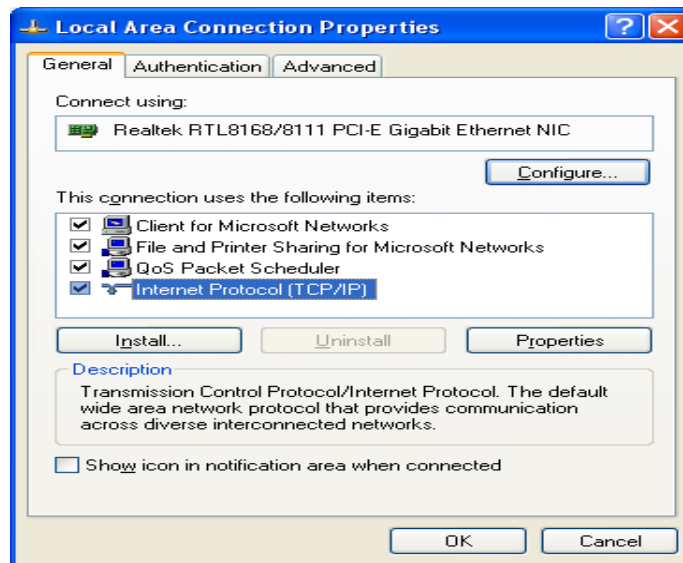 Local Area Connection Properties
General Authentication Advanced
Connect using:
Realtek RTL8168/8111 PCI-E Gigabit Ethernet NIC
Configure...
This connection uses the following items:
Client for Microsoft Networks
File and Printer Sharing for Microsoft Networks
QoS Packet Scheduler
Internet Protocol (TCP/IP)
Install... Uninstall Properties
Description
Transmission Control Protocol/Internet Protocol. The default
wide area network protocol that provides communication
across diverse interconnected networks.
Show icon in notification area when connected
OK Cancel